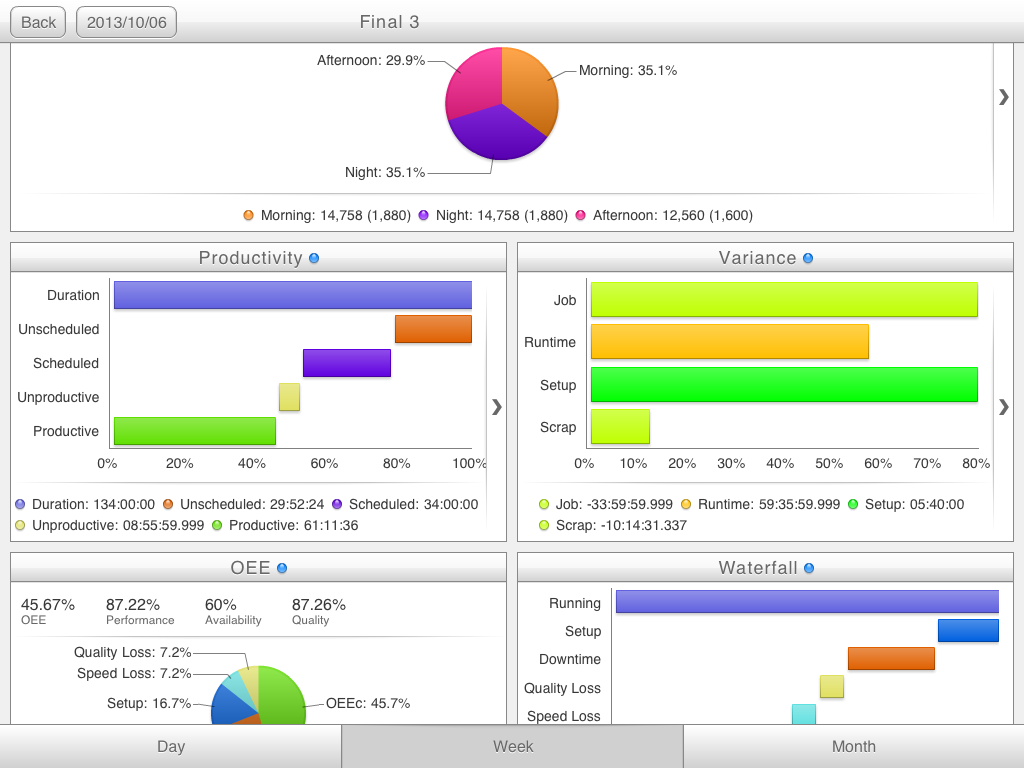 Back
2013/10/06
Final 3
Afternoon: 29.9%
Morning: 35.1%
Night: 35.1%
Morning: 14,758 (1,880) Night: 14,758 (1,880) Afternoon: 12,560 (1,600)
Productivity
Duration
Unscheduled
Scheduled
Unproductive
Productive
0% 20% 40% 60% 80% 100%
Duration: 134:00:00 Unscheduled: 29:52:24 Scheduled: 34:00:00
Unproductive: 08:55:59.999 Productive: 61:11:36
Variance
Job
Runtime
Setup
Scrap
0% 10% 20% 30% 40% 50% 60% 70% 80%
Job: -33:59:59.999 Runtime: 59:35:59.999 Setup: 05:40:00
Scrap: -10:14:31.337
OEE
45.67% 87.22% 60% 87.26%
OEE Performance Availability Quality
Quality Loss: 7.2%
Speed Loss: 7.2%
Setup: 16.7%
OEEc: 45.7%
Waterfall
Running
Setup
Downtime
Quality Loss
Speed Loss
Day
Week
Month